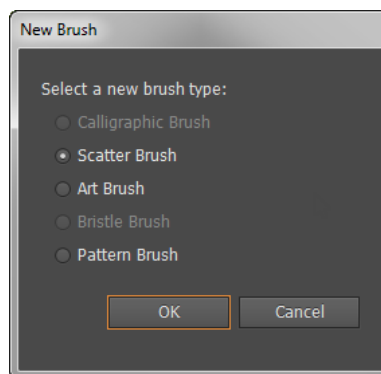 New Brush
Select a new brush type:
Calligraphic Brush
Scatter Brush
Art Brush
Bristle Brush
Pattern Brush
OK Cancel